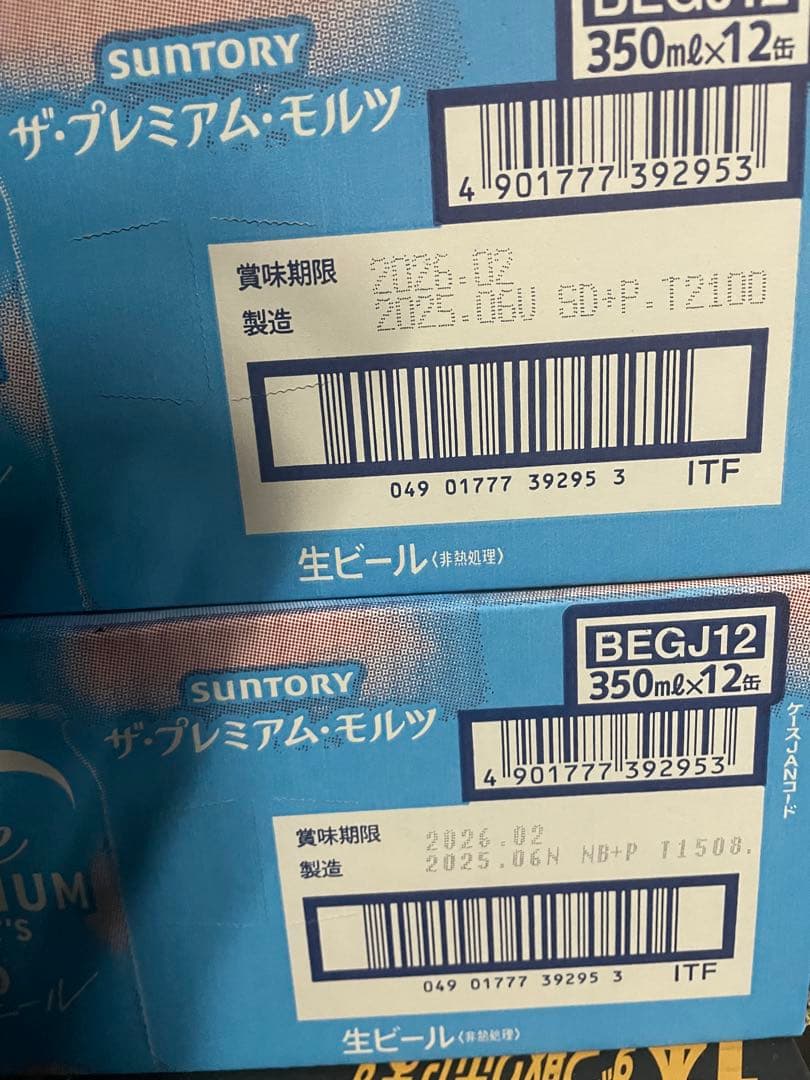 BEGJ12
350mℓ×12缶
SUNTORY
ザ・プレミアム・モルツ
4 901777 392953
賞味期限 2026.02
製造 2025.06U SD+P.T2100
049 01777 39295 3 ITF
生ビール〈非熱処理〉
BEGJ12
350mℓ×12缶
SUNTORY
ザ・プレミアム・モルツ
4 901777 392953
ケースJANコード
賞味期限 2026.02
製造 2025.06N NB+P T1508.
049 01777 39295 3 ITF
生ビール〈非熱処理〉